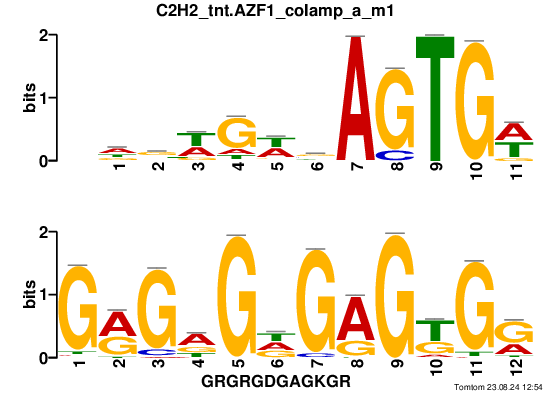 C2H2_tnt.AZF1_colamp_a_m1
bits
2
1
0
1 2 3 4 5 6 7 8 9 10 11
bits
2
1
0
1 2 3 4 5 6 7 8 9 10 11 12
GRGRGDGAGKGR
Tomtom 23.08.24 12:54